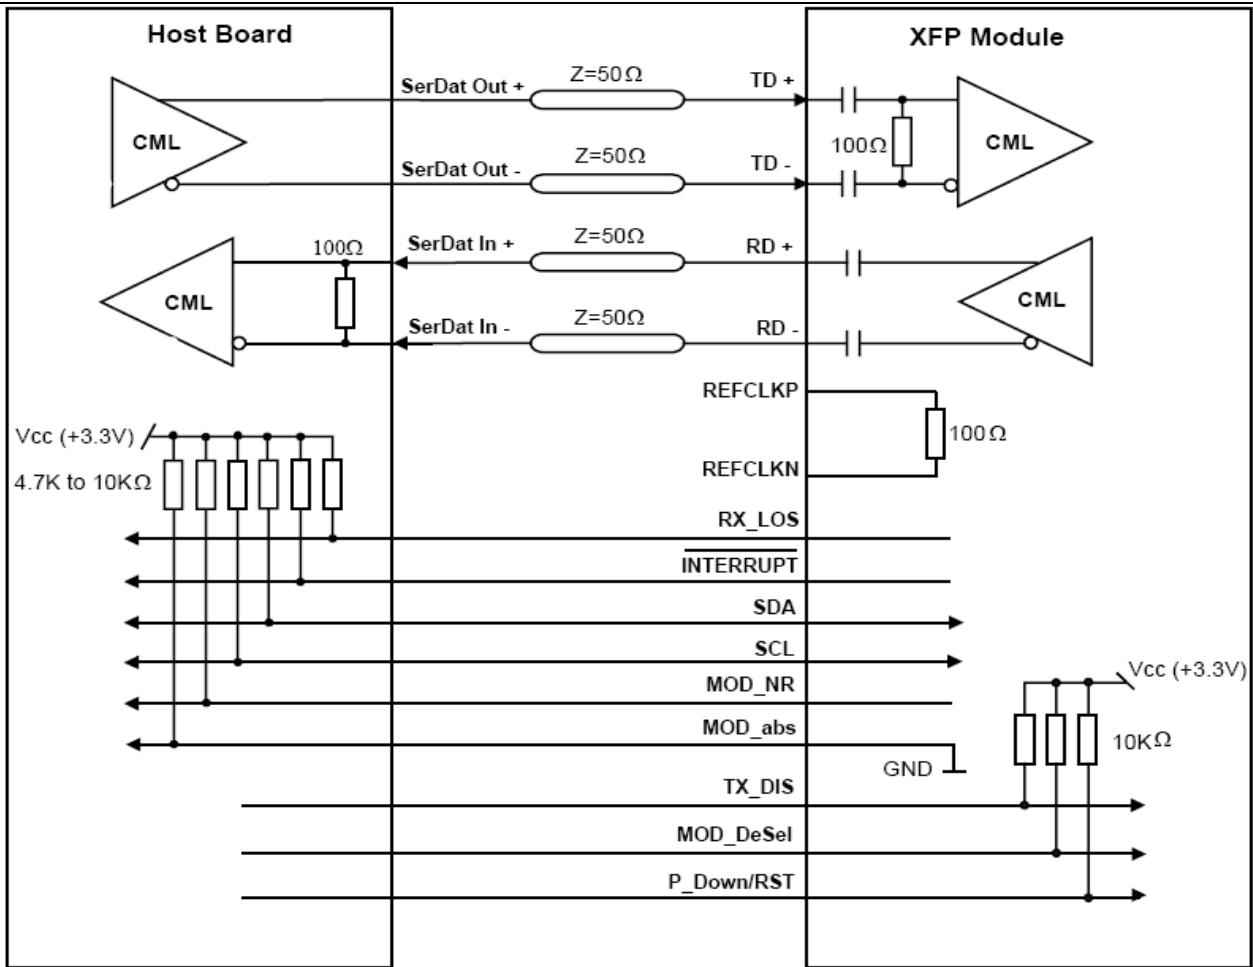 Host Board
XFP Module
SerDat Out +
Z=50Ω
TD +
CML
100Ω
CML
SerDat Out -
Z=50Ω
TD -
100Ω
SerDat In +
Z=50Ω
RD +
CML
CML
SerDat In -
Z=50Ω
RD -
REFCLKP
100Ω
REFCLKN
Vcc (+3.3V)
4.7K to 10KΩ
RX_LOS
INTERRUPT
SDA
SCL
Vcc (+3.3V)
MOD_NR
MOD_abs
10KΩ
GND
TX_DIS
MOD_DeSel
P_Down/RST